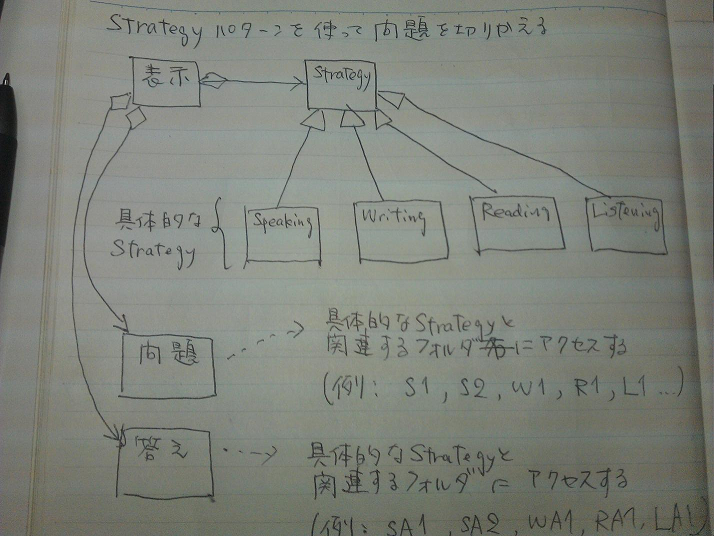 Strategy パターンを使って問題を切りかえる
表示
Strategy
具体的な
Strategy
Speaking
Writing
Reading
Listening
問題
具体的なStrategyと
関連するフォルダにアクセスする
(例: S1, S2, W1, R1, L1 ...)
答え
具体的なStrategyと
関連するフォルダに アクセスする
(例: SA1, SA2, WA1, RA1, LA1)